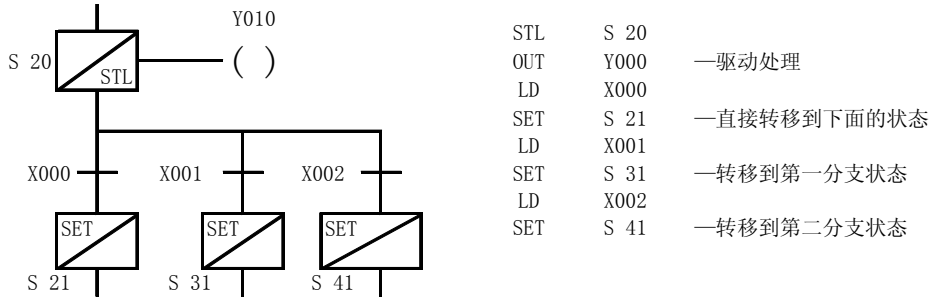 Y010
S 20
STL
X000
X001
X002
SET
SET
SET
S 21
S 31
S 41
STL S 20
OUT Y000 —驱动处理
LD X000
SET S 21 —直接转移到下面的状态
LD X001
SET S 31 —转移到第一分支状态
LD X002
SET S 41 —转移到第二分支状态